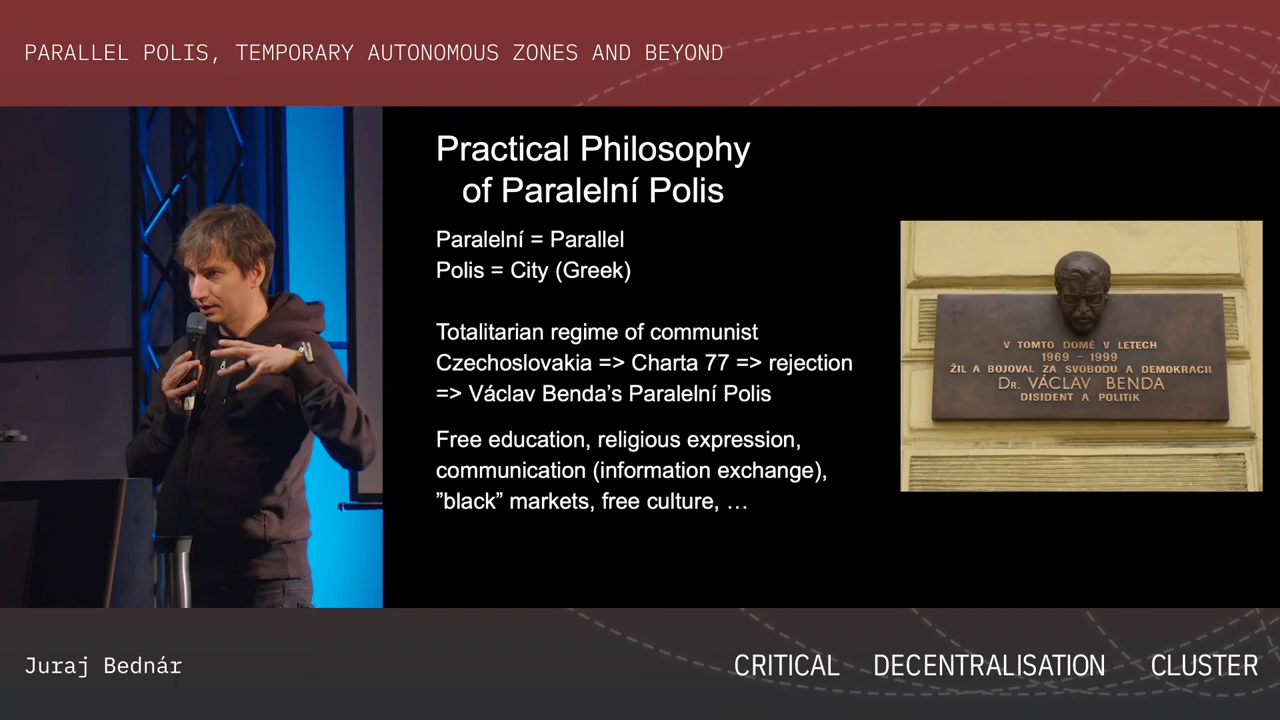 PARALLEL POLIS, TEMPORARY AUTONOMOUS ZONES AND BEYOND
Practical Philosophy
of Paralelní Polis
Paralelní = Parallel
Polis = City (Greek)
Totalitarian regime of communist
Czechoslovakia => Charta 77 => rejection
=> Václav Benda’s Paralelní Polis
Free education, religious expression,
communication (information exchange),
”black” markets, free culture, …
V TOMTO DOMĚ V LETECH
1969 – 1999
ŽIL A BOJOVAL ZA SVOBODU A DEMOKRACII
DR. VÁCLAV BENDA
DISIDENT A POLITIK
Juraj Bednár
CRITICAL DECENTRALISATION CLUSTER